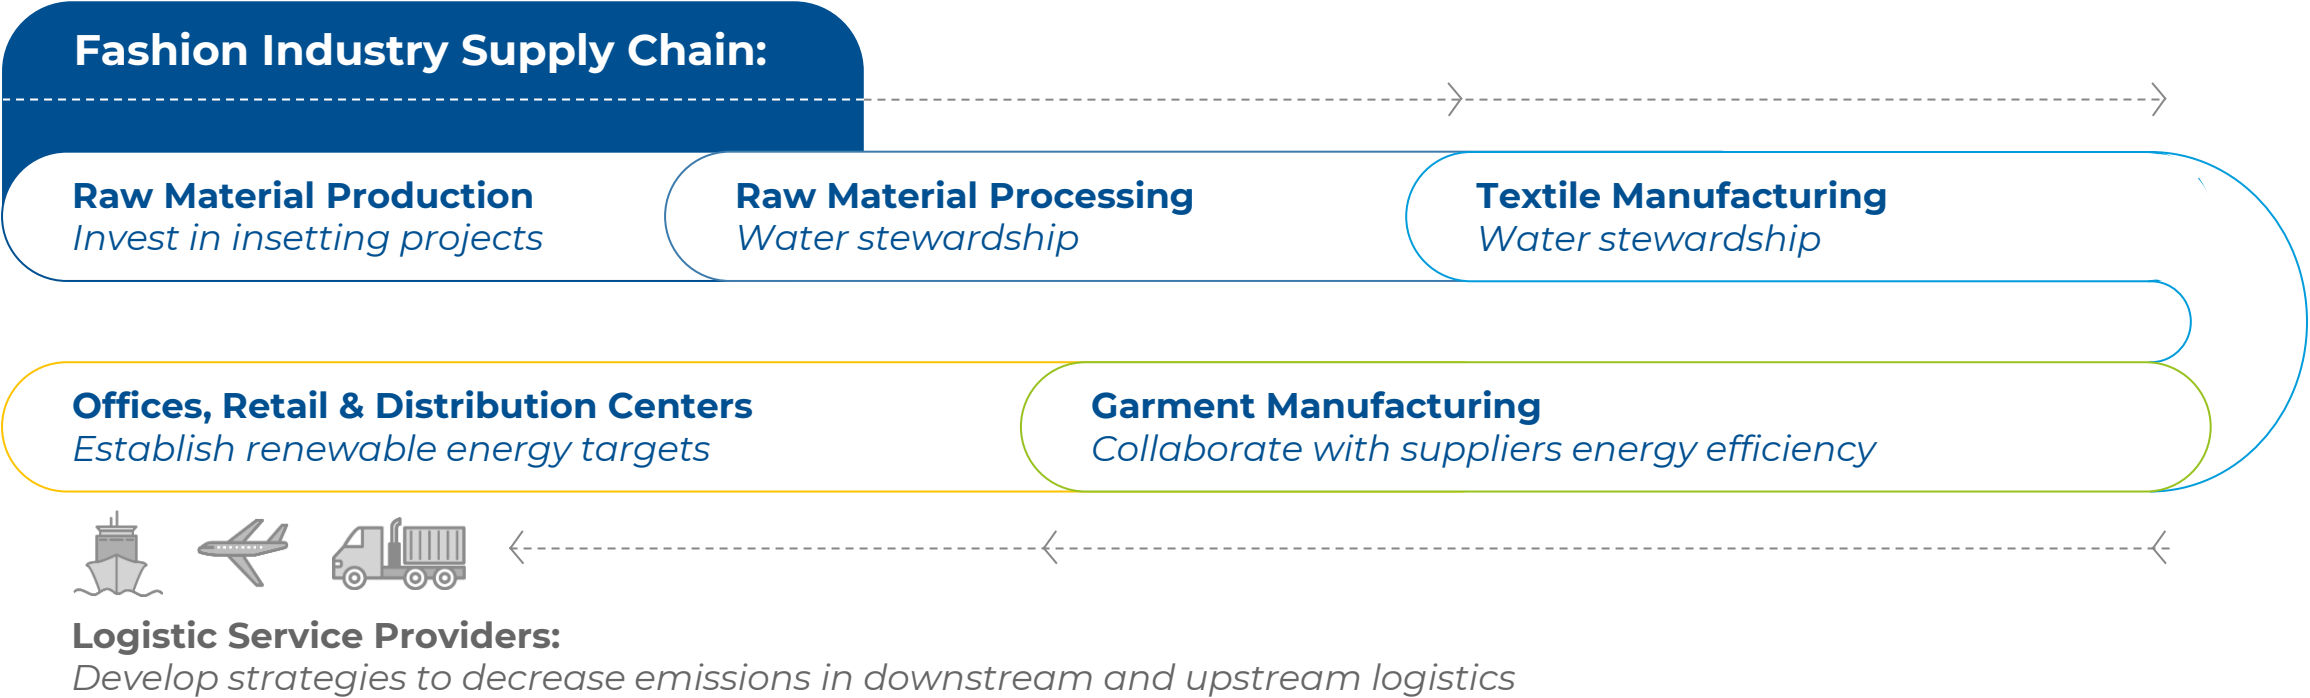 Fashion Industry Supply Chain:
Raw Material Production
Invest in insetting projects
Raw Material Processing
Water stewardship
Textile Manufacturing
Water stewardship
Offices, Retail & Distribution Centers
Establish renewable energy targets
Garment Manufacturing
Collaborate with suppliers energy efficiency
Logistic Service Providers:
Develop strategies to decrease emissions in downstream and upstream logistics